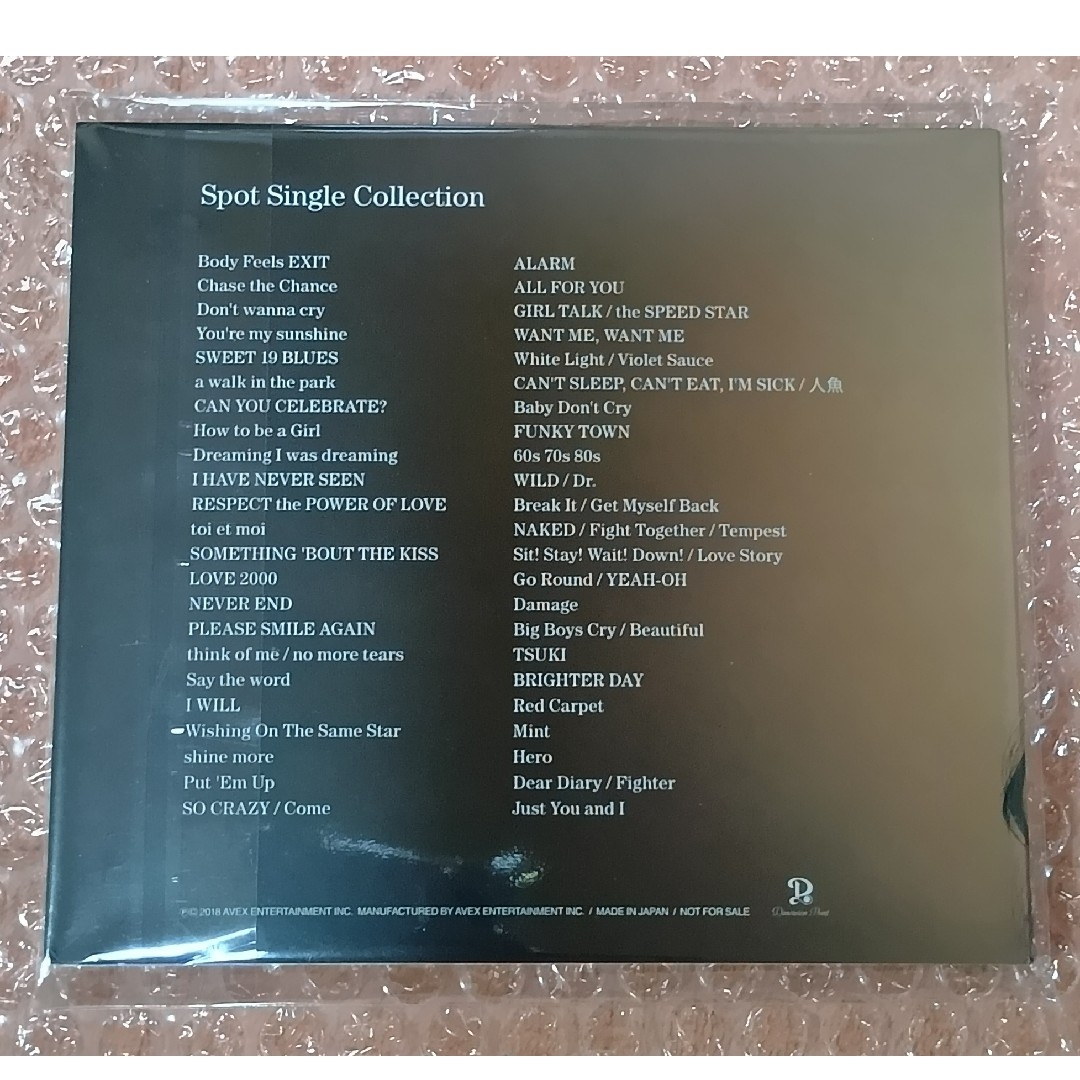 Spot Single Collection
Body Feels EXIT
Chase the Chance
Don't wanna cry
You're my sunshine
SWEET 19 BLUES
a walk in the park
CAN YOU CELEBRATE?
How to be a Girl
Dreaming I was dreaming
I HAVE NEVER SEEN
RESPECT the POWER OF LOVE
toi et moi
SOMETHING 'BOUT THE KISS
LOVE 2000
NEVER END
PLEASE SMILE AGAIN
think of me / no more tears
Say the word
I WILL
Wishing On The Same Star
shine more
Put 'Em Up
SO CRAZY / Come
ALARM
ALL FOR YOU
GIRL TALK / the SPEED STAR
WANT ME, WANT ME
White Light / Violet Sauce
CAN'T SLEEP, CAN'T EAT, I'M SICK / 人魚
Baby Don't Cry
FUNKY TOWN
60s 70s 80s
WILD / Dr.
Break It / Get Myself Back
NAKED / Fight Together / Tempest
Sit! Stay! Wait! Down! / Love Story
Go Round / YEAH-OH
Damage
Big Boys Cry / Beautiful
TSUKI
BRIGHTER DAY
Red Carpet
Mint
Hero
Dear Diary / Fighter
Just You and I
℗© 2018 AVEX ENTERTAINMENT INC. MANUFACTURED BY AVEX ENTERTAINMENT INC. / MADE IN JAPAN / NOT FOR SALE
Dimension Point